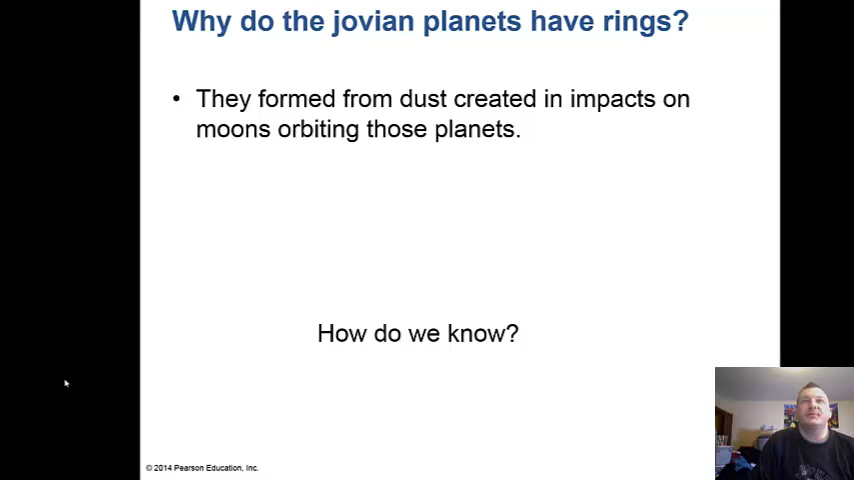 Why do the jovian planets have rings?
• They formed from dust created in impacts on
moons orbiting those planets.
How do we know?
© 2014 Pearson Education, Inc.